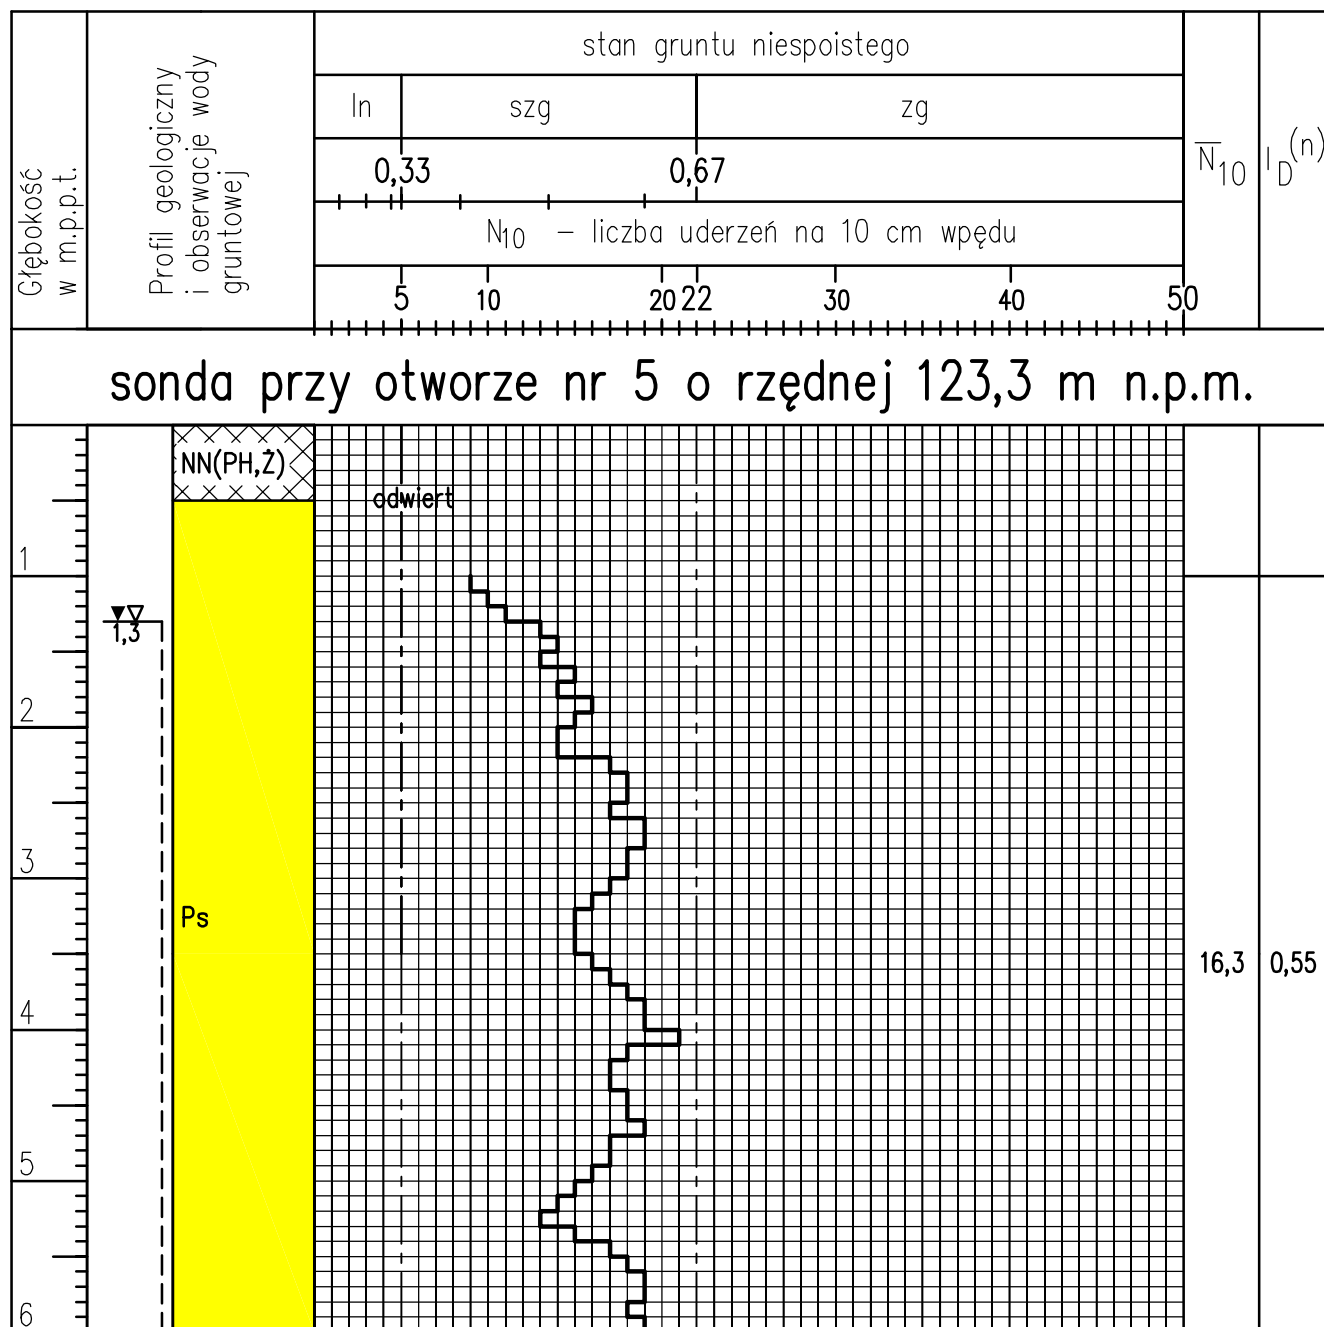 Głębokość
w m.p.p.t.
Profil geologiczny
i obserwacje wody
gruntowej
stan gruntu niespoistego
ln szg zg
0,33 0,67
N10 – liczba uderzeń na 10 cm wpędu
5 10 20 22 30 40 50
N10 ID(n)
sonda przy otworze nr 5 o rzędnej 123,3 m n.p.m.
NN(PH,Ż)
odwiert
1
1,3
2
3
Ps
16,3 0,55
4
5
6